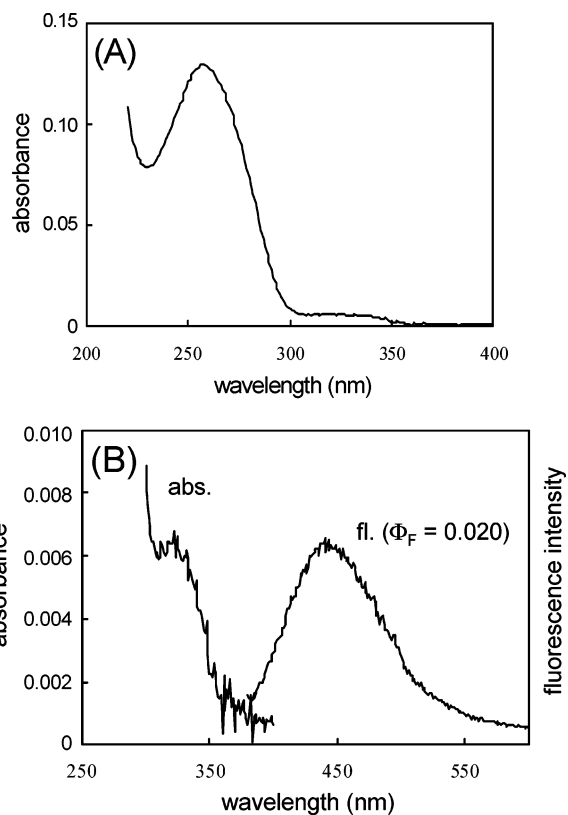 0.15
(A)
0.10
0.05
0
absorbance
200 250 300 350 400
wavelength (nm)
0.010
(B)
abs.
0.008
fl. (Φ_F = 0.020)
0.006
0.004
0.002
0
absorbance
fluorescence intensity
250 350 450 550
wavelength (nm)